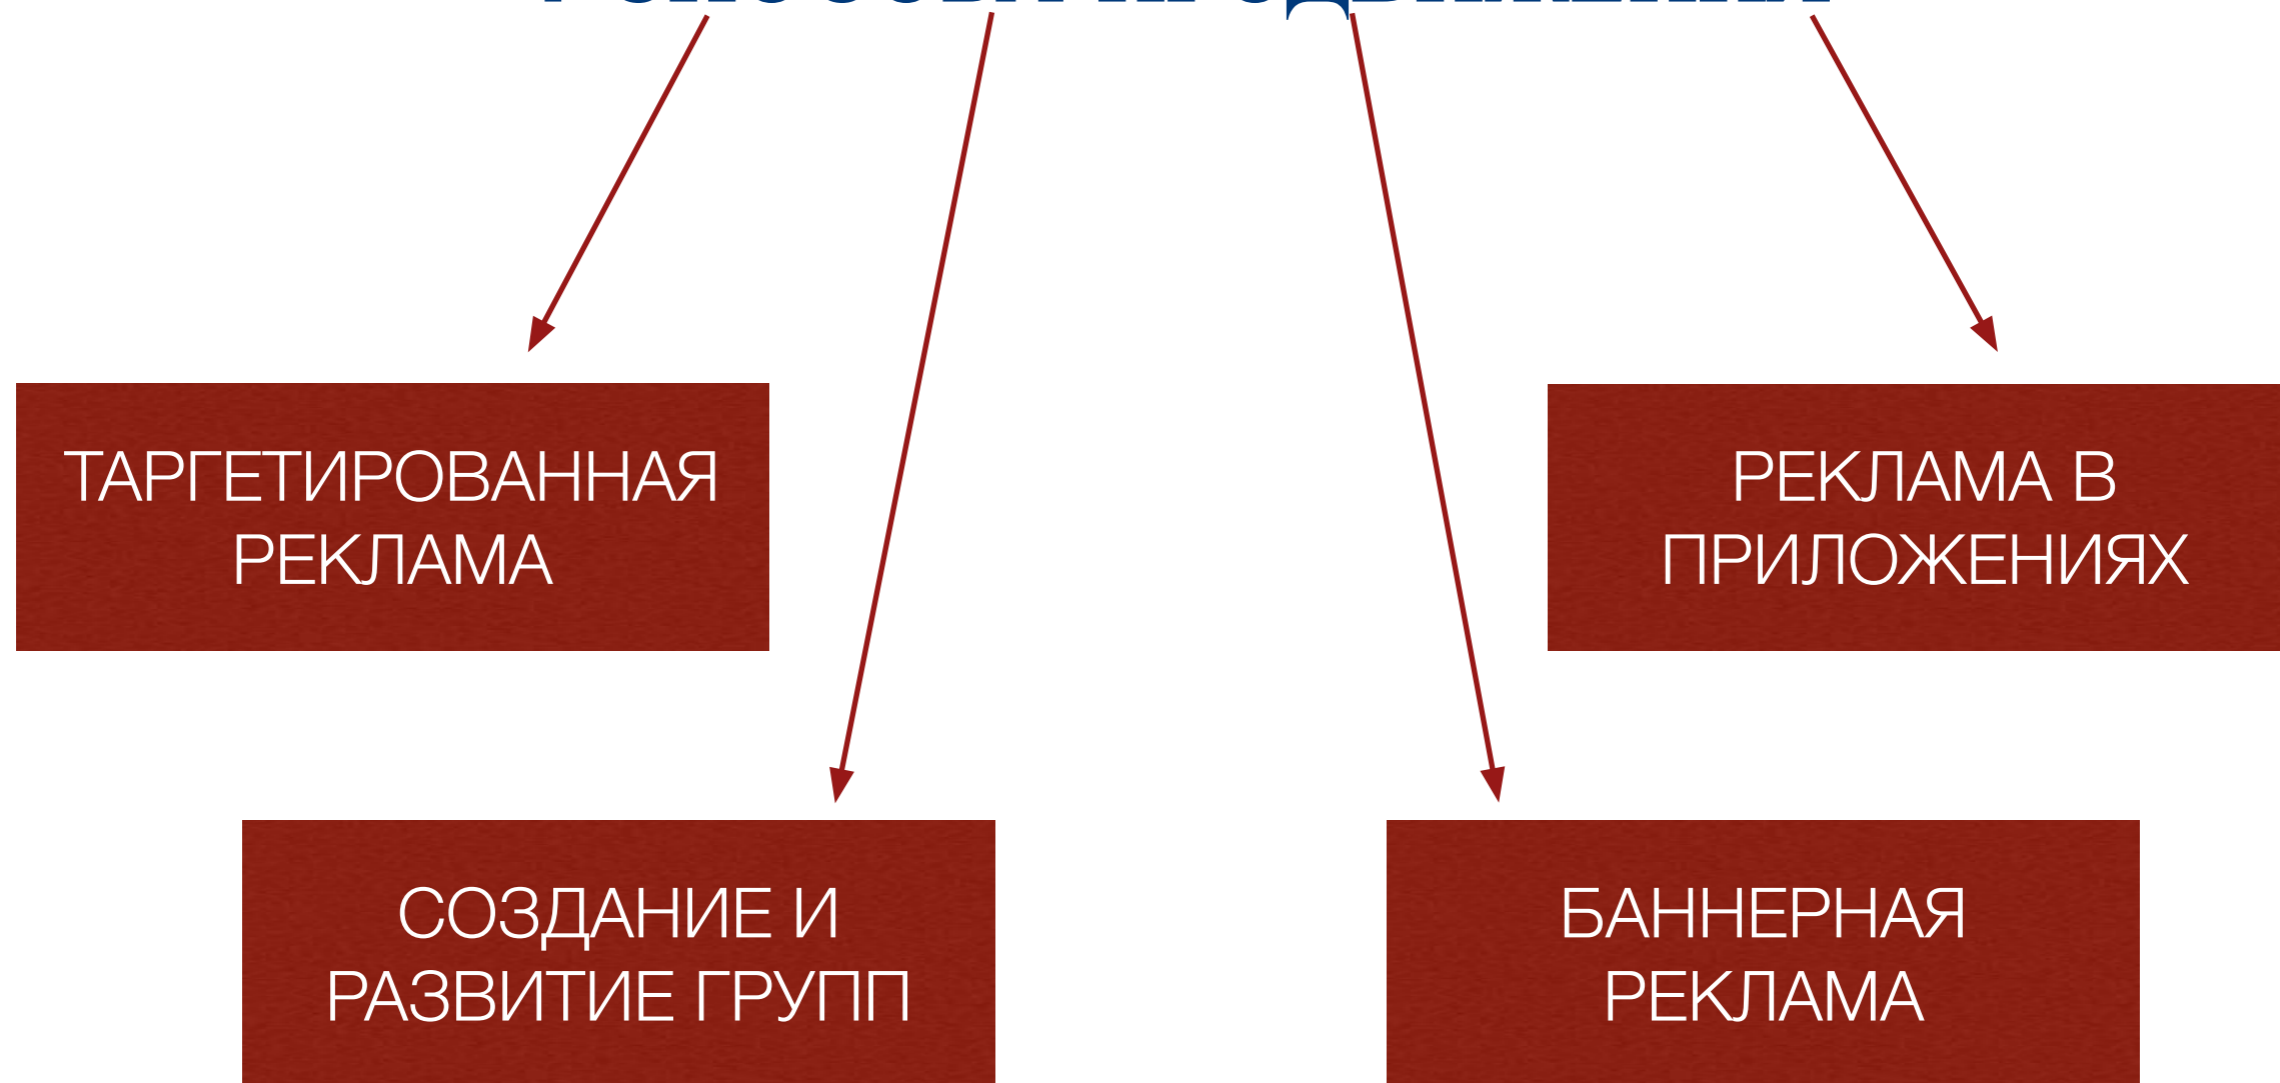 ТАРГЕТИРОВАННАЯ
РЕКЛАМА
РЕКЛАМА В
ПРИЛОЖЕНИЯХ
СОЗДАНИЕ И
РАЗВИТИЕ ГРУПП
БАННЕРНАЯ
РЕКЛАМА